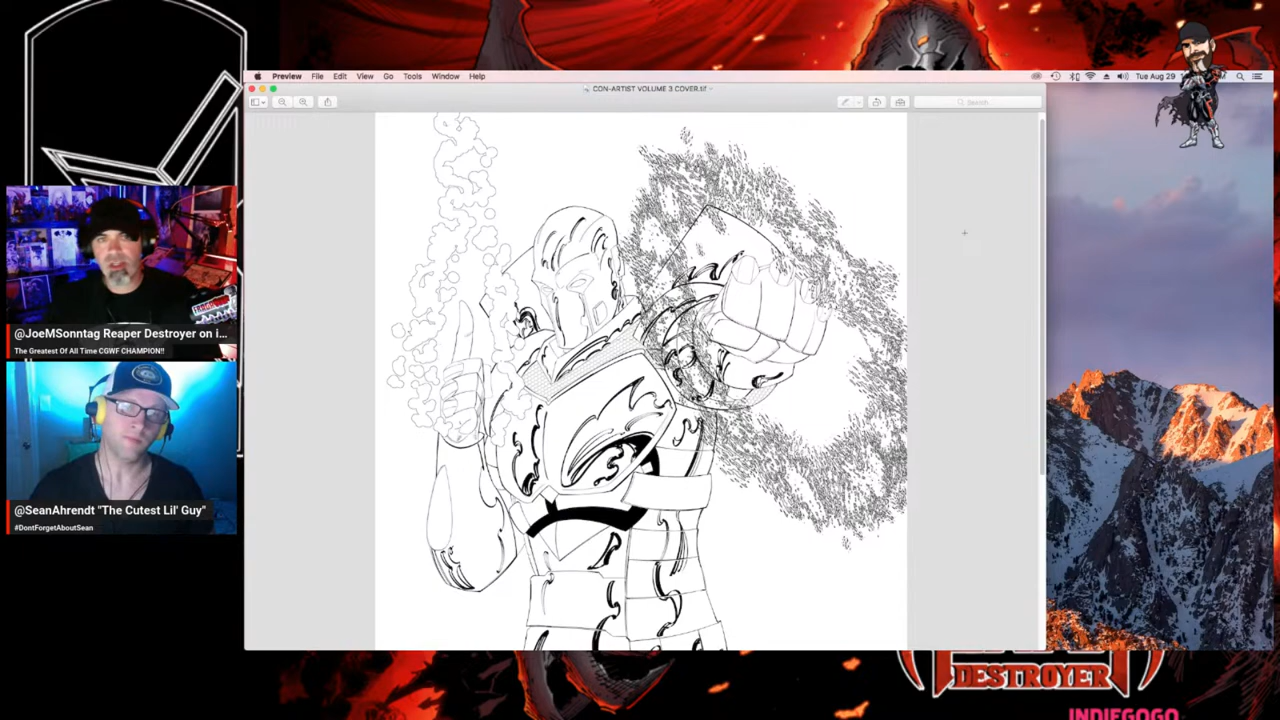 Preview File Edit View Go Tools Window Help
Tue Aug 29
CON-ARTIST VOLUME 3 COVER.tif
Search
@JoeMSonntag Reaper Destroyer on i...
The Greatest Of All Time CGWF CHAMPION!!
@SeanAhrendt "The Cutest Lil' Guy"
#DontForgetAboutSean
DESTROYER
INDIEGOGO